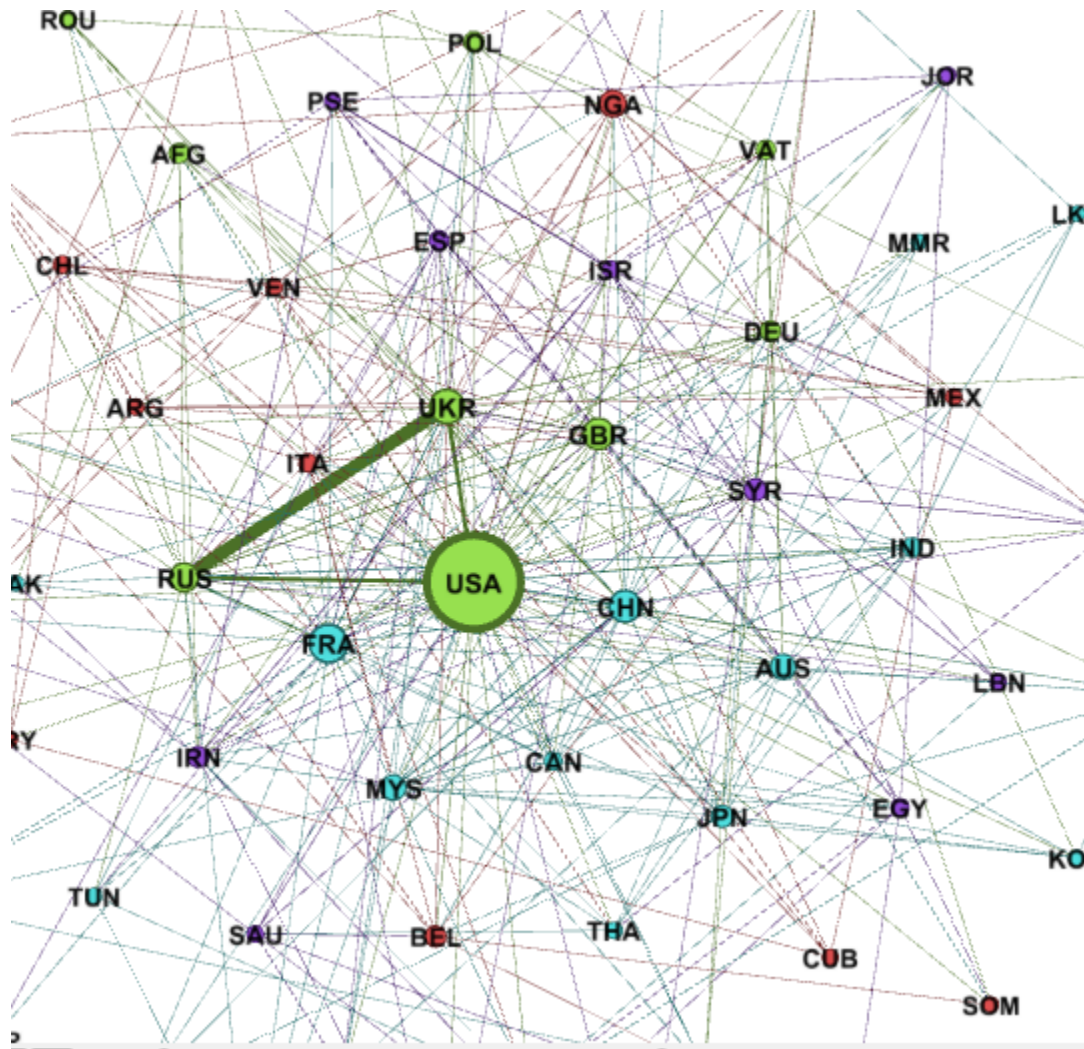 ROU
POL
JOR
PSE
NGA
AFG
VAT
LK
ESP
MMR
CHL
ISR
VEN
DEU
ARG
UKR
MEX
GBR
ITA
SYR
IND
RUS
USA
AK
CHN
FRA
AUS
LBN
RY
IRN
CAN
MYS
EGY
JPN
KO
TUN
SAU
BEL
THA
CUB
SOM